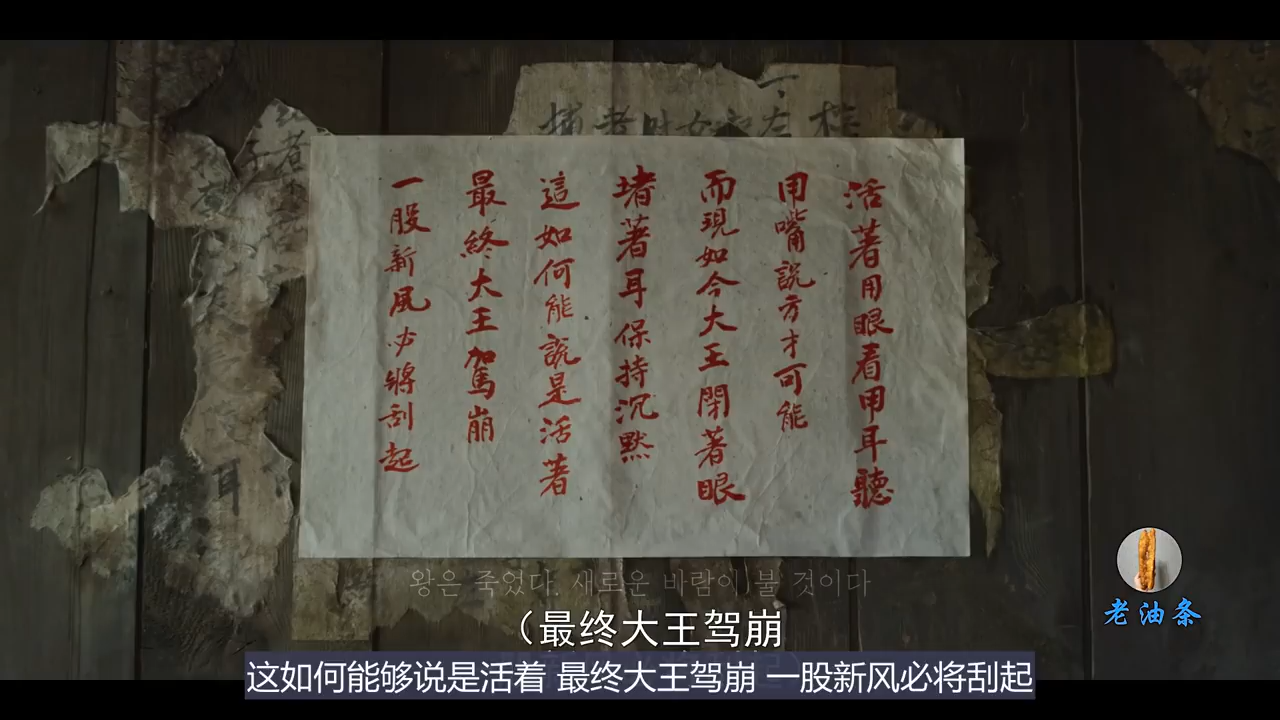 活著用眼看用耳聽
用嘴說方才可能
而現如今大王閉著眼
堵著耳保持沉默
這如何能說是活著
最終大王駕崩
一股新風必將刮起
왕은 죽었다. 새로운 바람이 불 것이다
（最终大王驾崩
这如何能够说是活着 最终大王驾崩 一股新风必将刮起
老油条